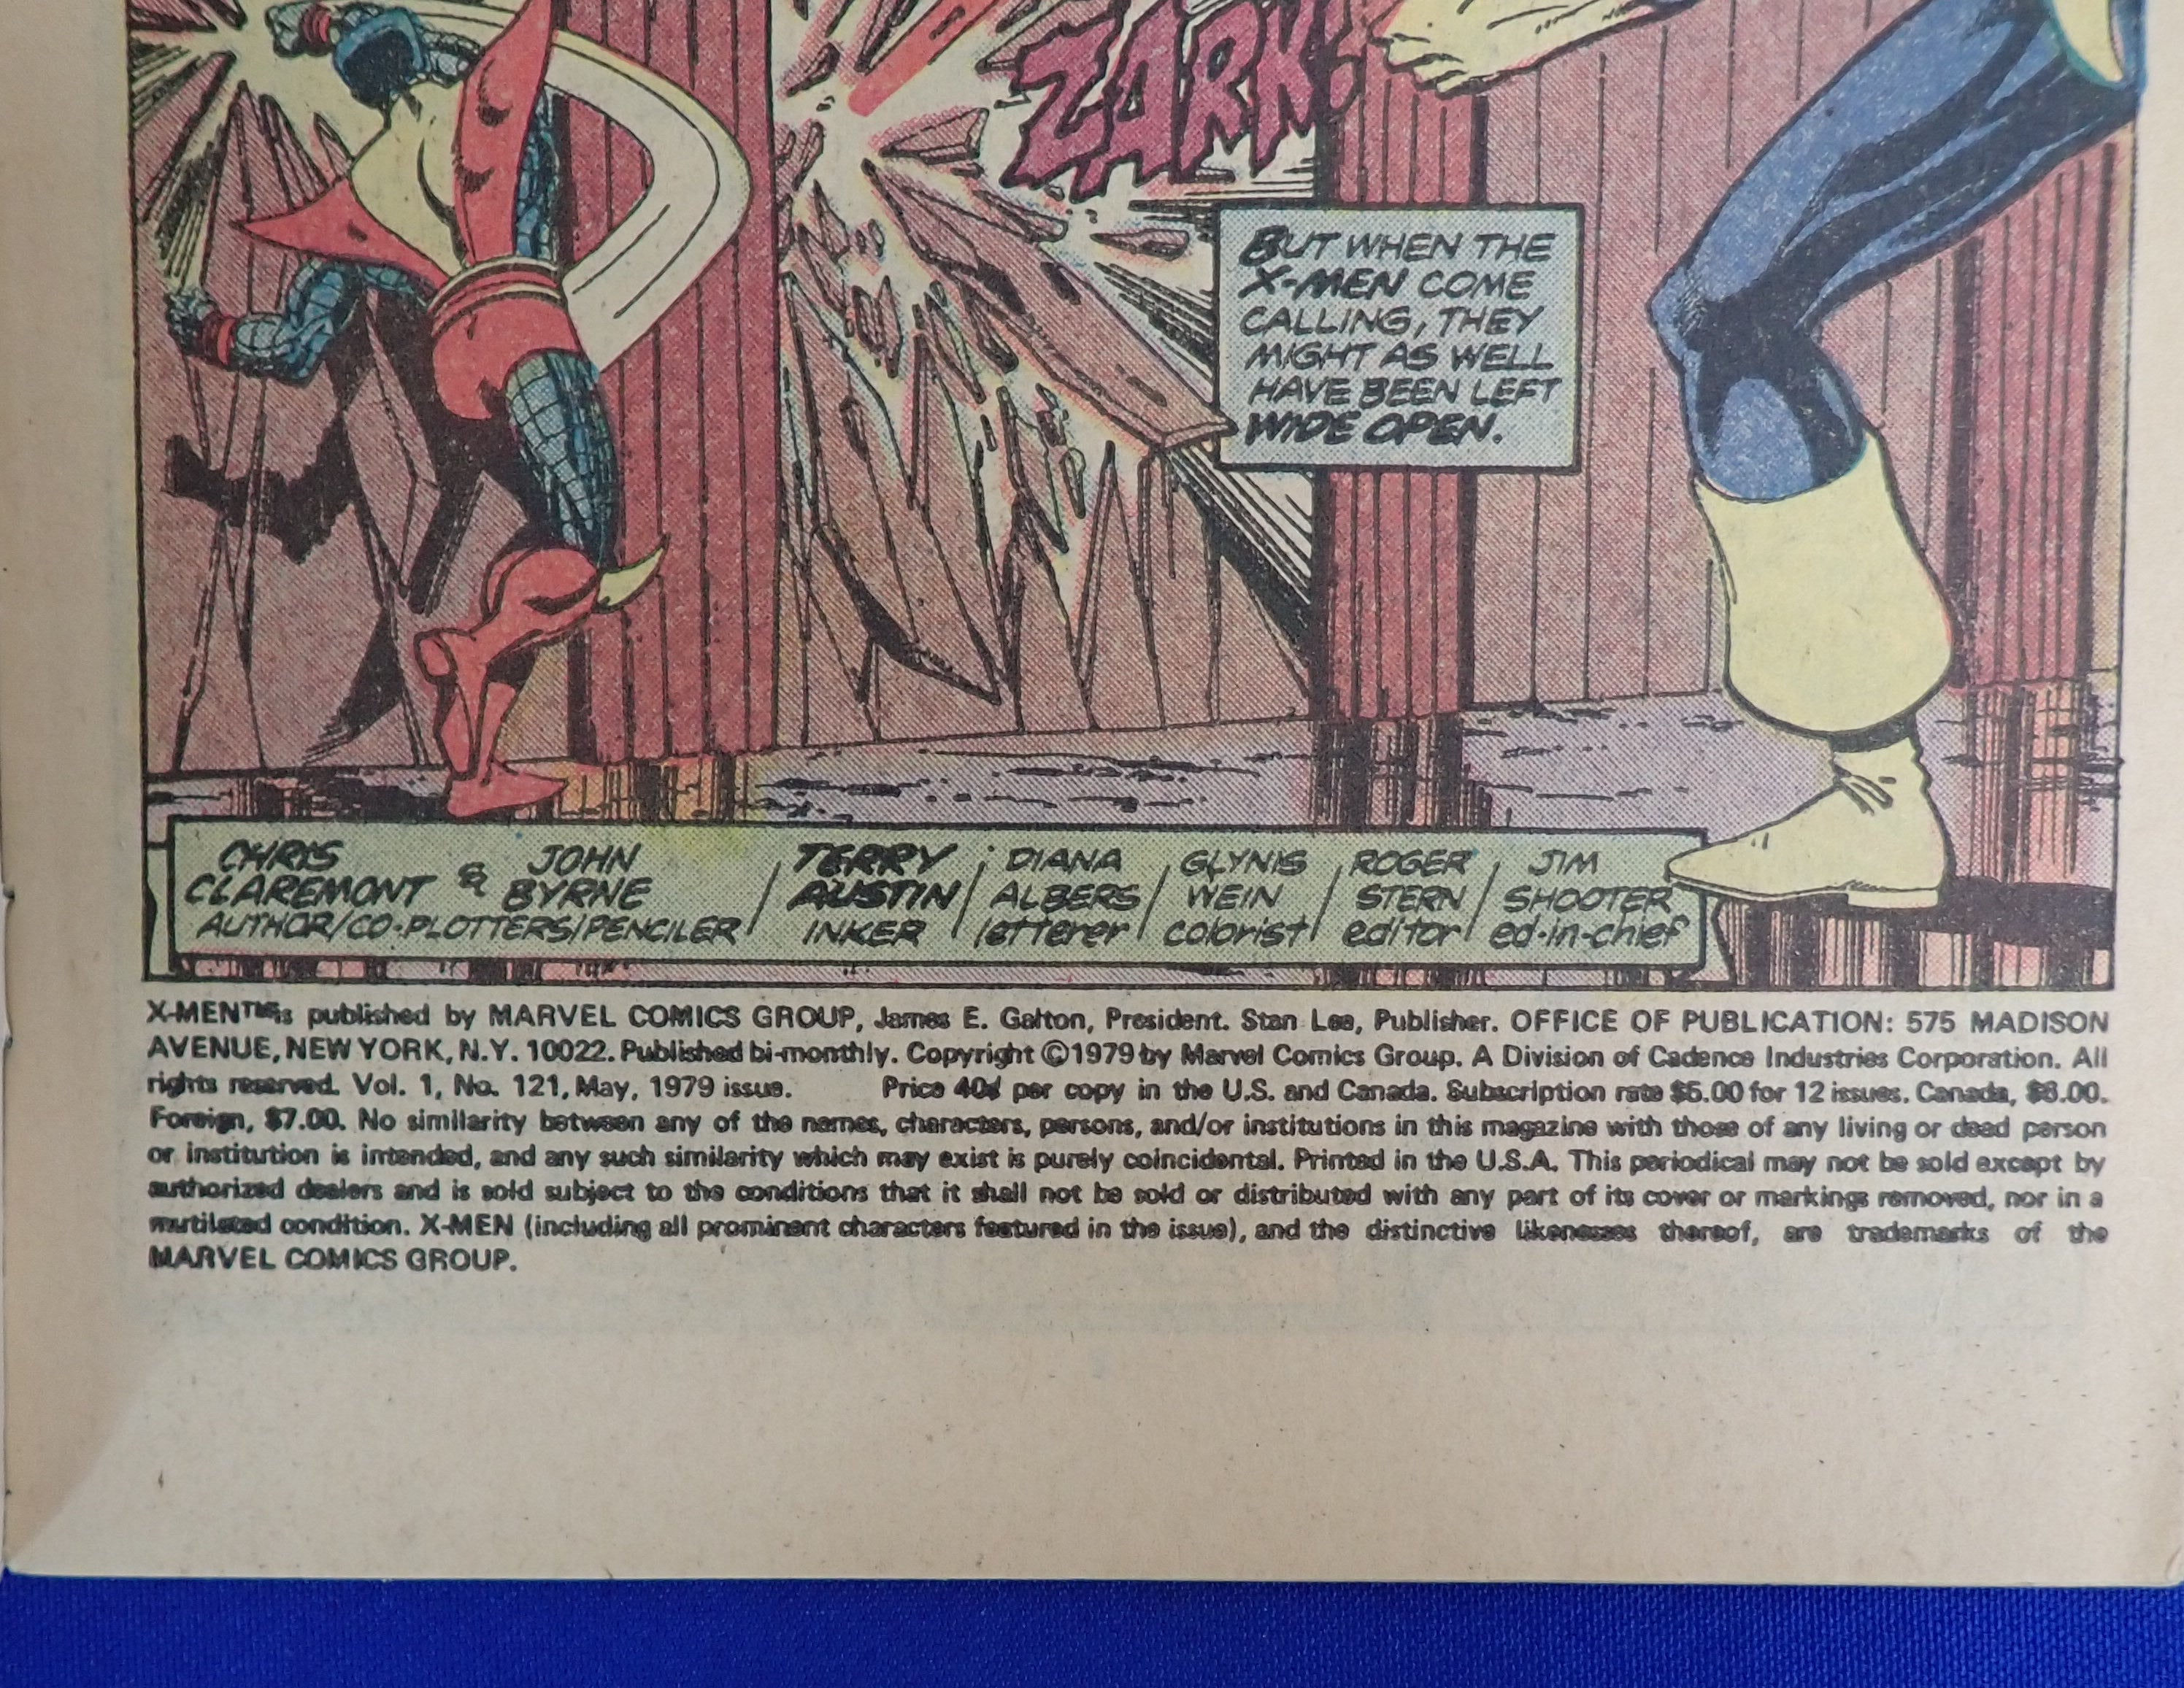 ZARK!
BUT WHEN THE
X-MEN COME
CALLING, THEY
MIGHT AS WELL
HAVE BEEN LEFT
WIDE OPEN.
CHRIS CLAREMONT & JOHN BYRNE AUTHOR/CO-PLOTTERS/PENCILER / TERRY AUSTIN INKER / DIANA ALBERS letterer / GLYNIS WEIN colorist / ROGER STERN editor / JIM SHOOTER ed-in-chief
X-MEN™ is published by MARVEL COMICS GROUP, James E. Galton, President. Stan Lee, Publisher. OFFICE OF PUBLICATION: 575 MADISON
AVENUE, NEW YORK, N.Y. 10022. Published bi-monthly. Copyright ©1979 by Marvel Comics Group. A Division of Cadence Industries Corporation. All
rights reserved. Vol. 1, No. 121, May, 1979 issue. Price 40¢ per copy in the U.S. and Canada. Subscription rate $5.00 for 12 issues. Canada, $6.00.
Foreign, $7.00. No similarity between any of the names, characters, persons, and/or institutions in this magazine with those of any living or dead person
or institution is intended, and any such similarity which may exist is purely coincidental. Printed in the U.S.A. This periodical may not be sold except by
authorized dealers and is sold subject to the conditions that it shall not be sold or distributed with any part of its cover or markings removed, nor in a
mutilated condition. X-MEN (including all prominent characters featured in the issue), and the distinctive likenesses thereof, are trademarks of the
MARVEL COMICS GROUP.